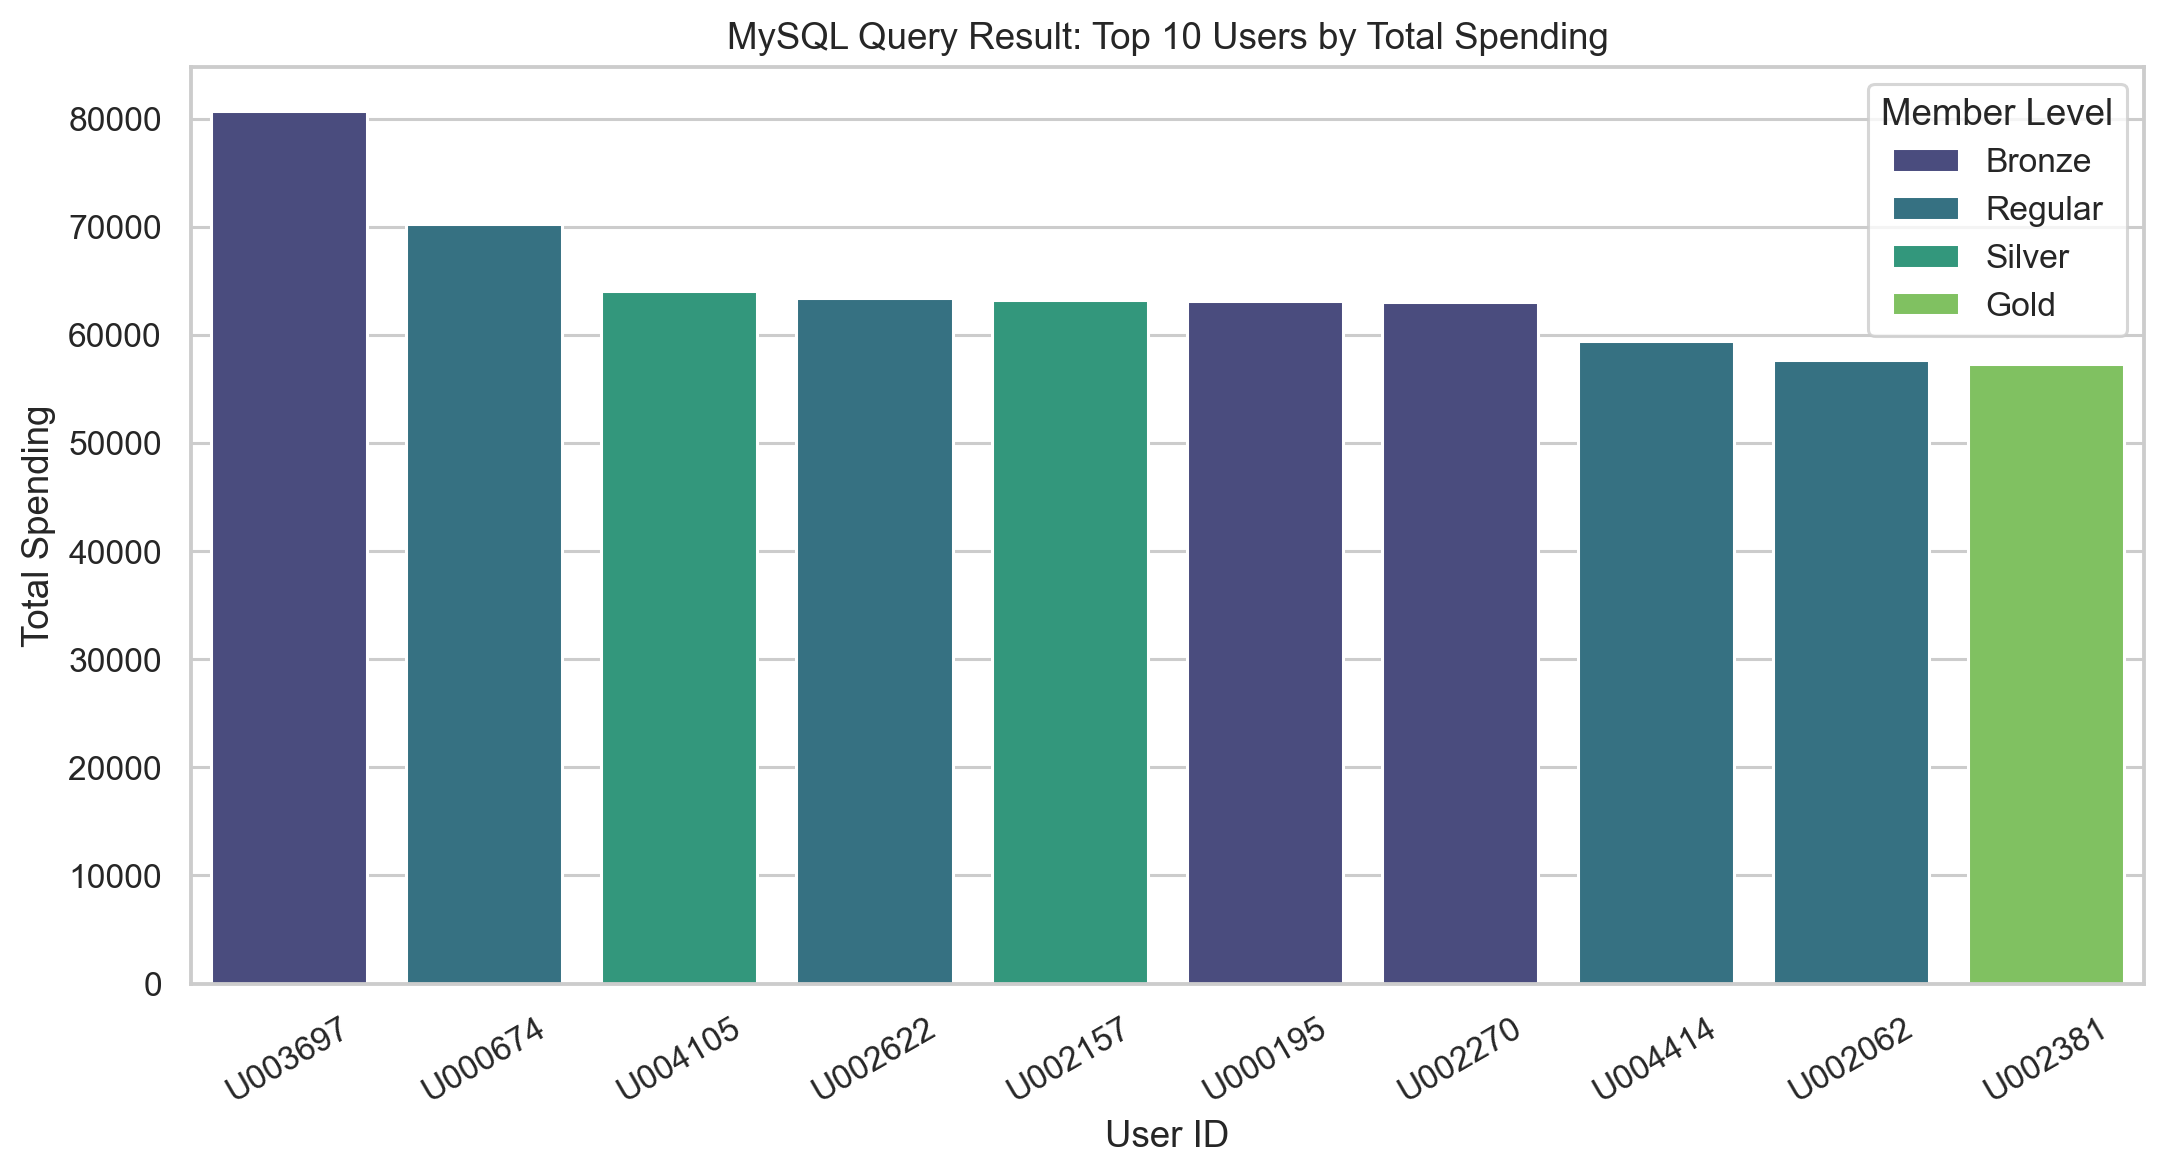 MySQL Query Result: Top 10 Users by Total Spending
Member Level
Bronze
Regular
Silver
Gold
Total Spending
80000
70000
60000
50000
40000
30000
20000
10000
0
U003697
U000674
U004105
U002622
U002157
U000195
U002270
U004414
U002062
U002381
User ID